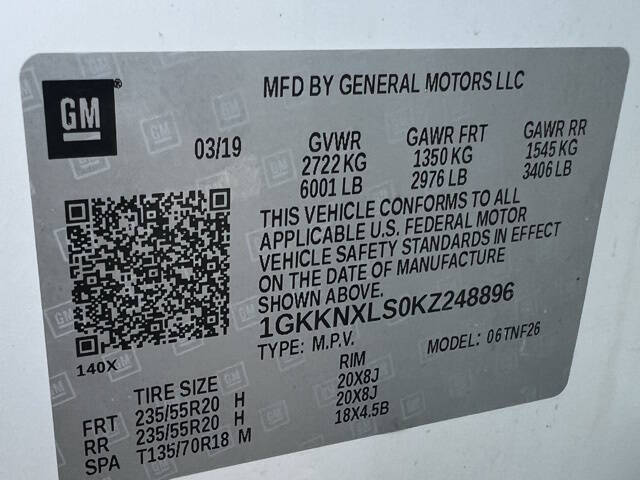 GM
MFD BY GENERAL MOTORS LLC
03/19 GVWR GAWR FRT GAWR RR
2722 KG 1350 KG 1545 KG
6001 LB 2976 LB 3406 LB
THIS VEHICLE CONFORMS TO ALL
APPLICABLE U.S. FEDERAL MOTOR
VEHICLE SAFETY STANDARDS IN EFFECT
ON THE DATE OF MANUFACTURE
SHOWN ABOVE.
1GKKNXLS0KZ248896
TYPE: M.P.V. MODEL: 06TNF26
140X
TIRE SIZE RIM
FRT 235/55R20 H 20X8J
RR 235/55R20 H 20X8J
SPA T135/70R18 M 18X4.5B